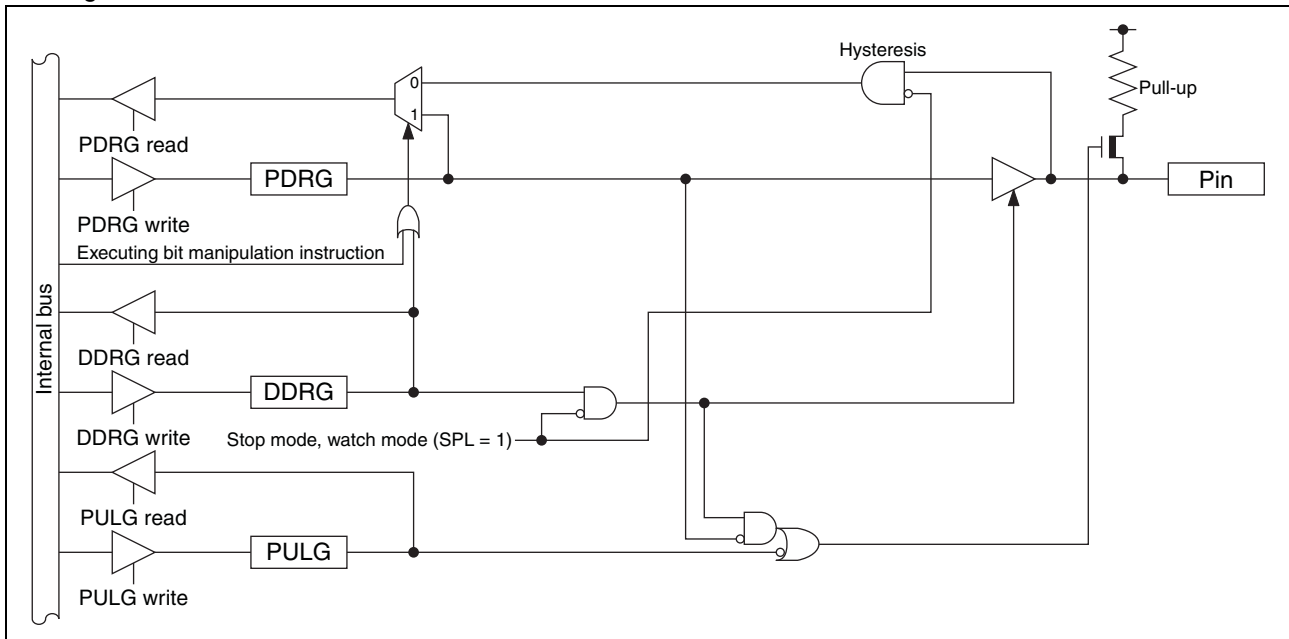 Hysteresis
Pull-up
0
1
PDRG read
PDRG
Pin
PDRG write
Executing bit manipulation instruction
Internal bus
DDRG read
DDRG
DDRG write
Stop mode, watch mode (SPL = 1)
PULG read
PULG
PULG write